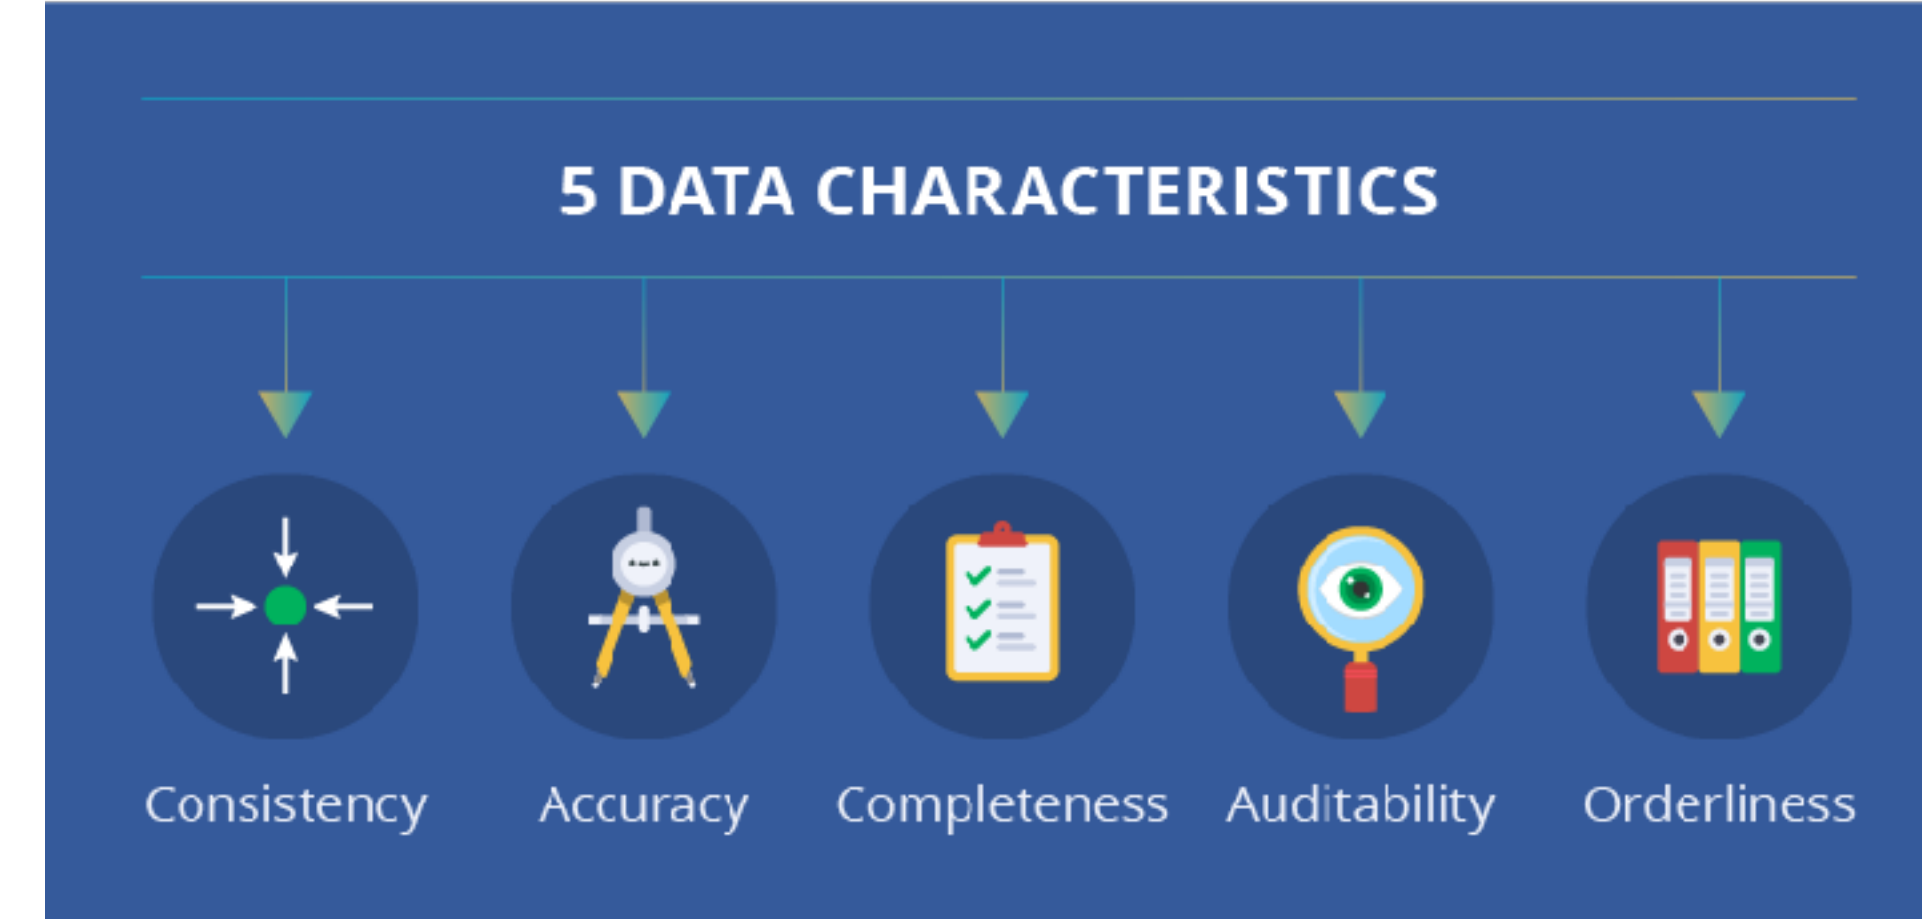 5 DATA CHARACTERISTICS
Consistency
Accuracy
Completeness
Auditability
Orderliness